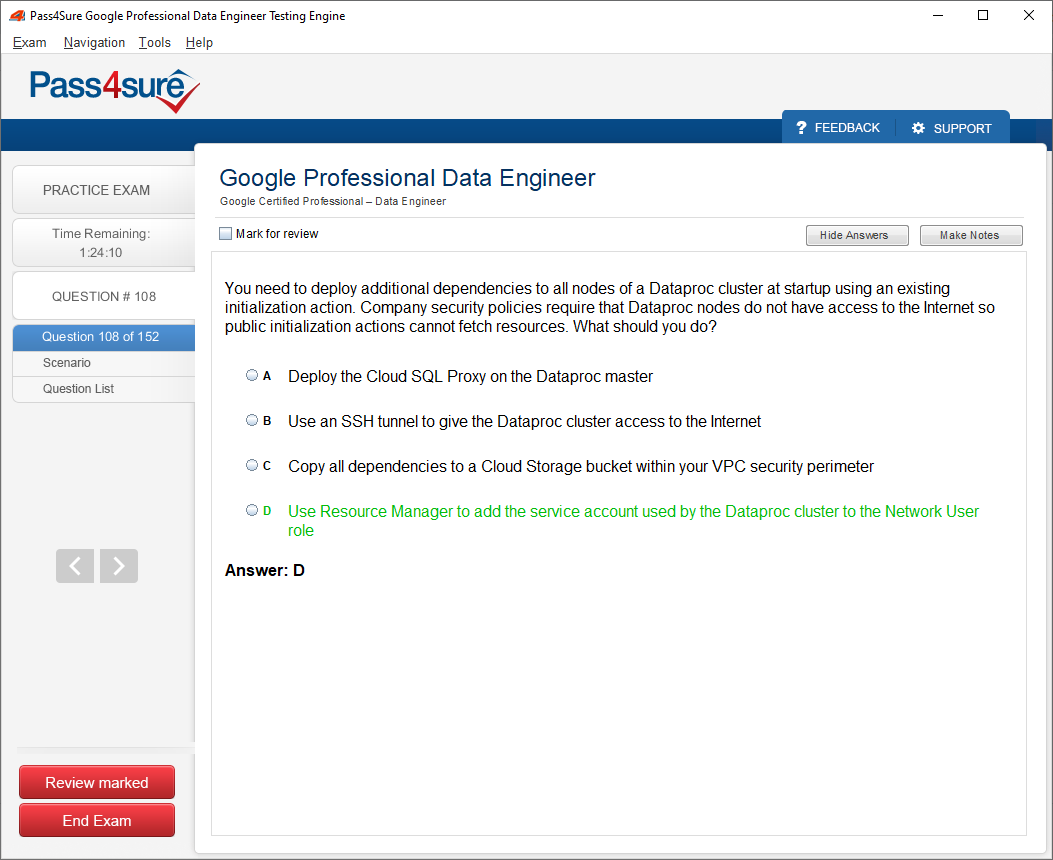 Pass4Sure Google Professional Data Engineer Testing Engine
Exam Navigation Tools Help
Pass4sure
? FEEDBACK SUPPORT
PRACTICE EXAM
Time Remaining:
1:24:10
QUESTION # 108
Question 108 of 152
Scenario
Question List
Google Professional Data Engineer
Google Certified Professional – Data Engineer
Mark for review
Hide Answers
Make Notes
You need to deploy additional dependencies to all nodes of a Dataproc cluster at startup using an existing
initialization action. Company security policies require that Dataproc nodes do not have access to the Internet so
public initialization actions cannot fetch resources. What should you do?
A Deploy the Cloud SQL Proxy on the Dataproc master
B Use an SSH tunnel to give the Dataproc cluster access to the Internet
C Copy all dependencies to a Cloud Storage bucket within your VPC security perimeter
D Use Resource Manager to add the service account used by the Dataproc cluster to the Network User
role
Answer: D
Review marked
End Exam